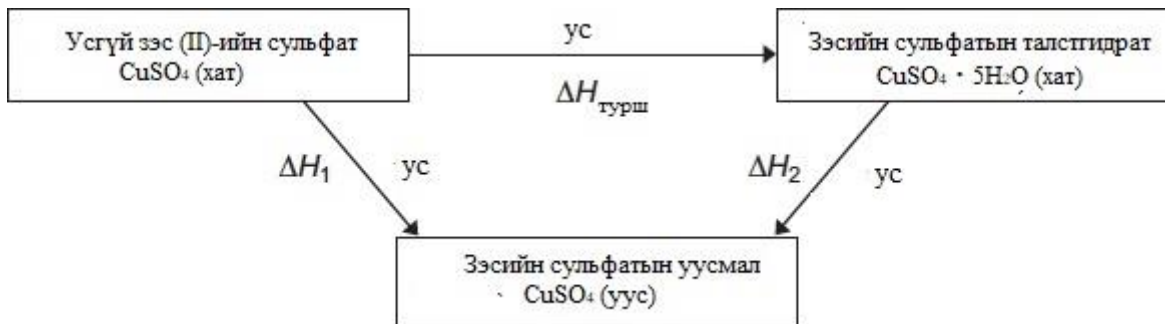 Усгүй зэс (II)-ийн сульфат
CuSO₄ (хат)
ус
ΔHтурш
Зэсийн сульфатын талстгидрат
CuSO₄ · 5H₂O (хат)
ΔH₁
ус
ΔH₂
ус
Зэсийн сульфатын уусмал
CuSO₄ (уус)